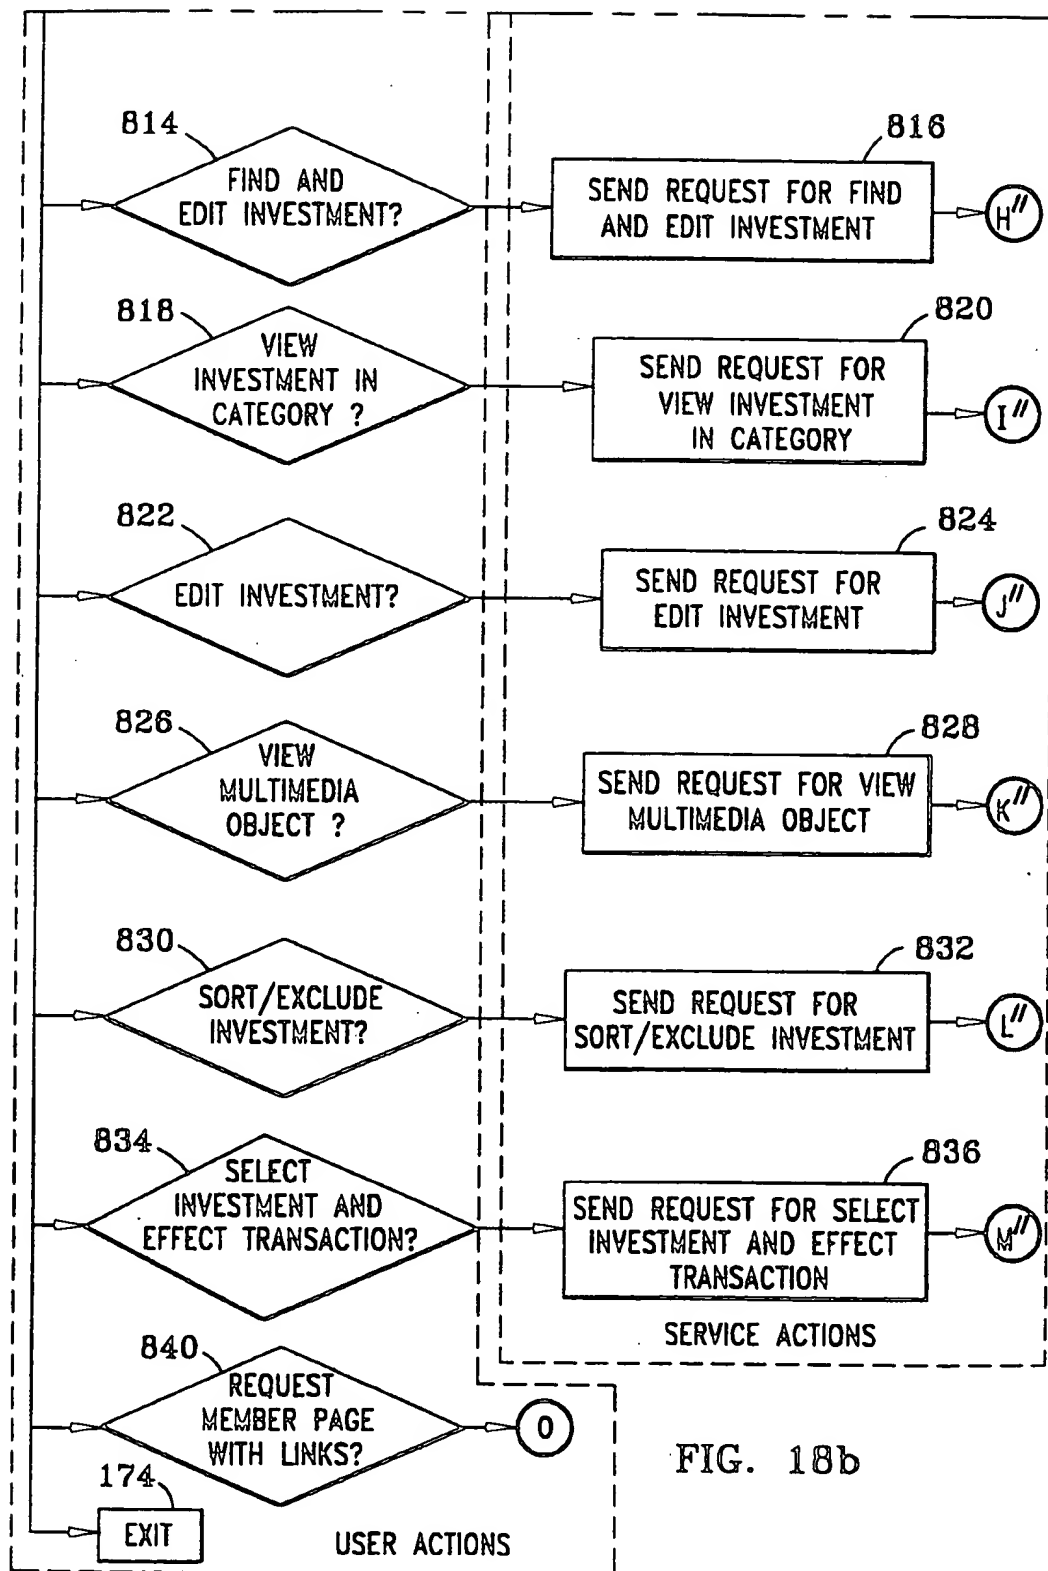 814
FIND AND
EDIT INVESTMENT?
816
SEND REQUEST FOR FIND
AND EDIT INVESTMENT
H"
818
VIEW
INVESTMENT IN
CATEGORY ?
820
SEND REQUEST FOR
VIEW INVESTMENT
IN CATEGORY
I"
822
EDIT INVESTMENT?
824
SEND REQUEST FOR
EDIT INVESTMENT
J"
826
VIEW
MULTIMEDIA
OBJECT ?
828
SEND REQUEST FOR VIEW
MULTIMEDIA OBJECT
K"
830
SORT/EXCLUDE
INVESTMENT?
832
SEND REQUEST FOR
SORT/EXCLUDE INVESTMENT
L"
834
SELECT
INVESTMENT AND
EFFECT TRANSACTION?
836
SEND REQUEST FOR SELECT
INVESTMENT AND EFFECT
TRANSACTION
M"
SERVICE ACTIONS
840
REQUEST
MEMBER PAGE
WITH LINKS?
O
174
EXIT
USER ACTIONS
FIG. 18b